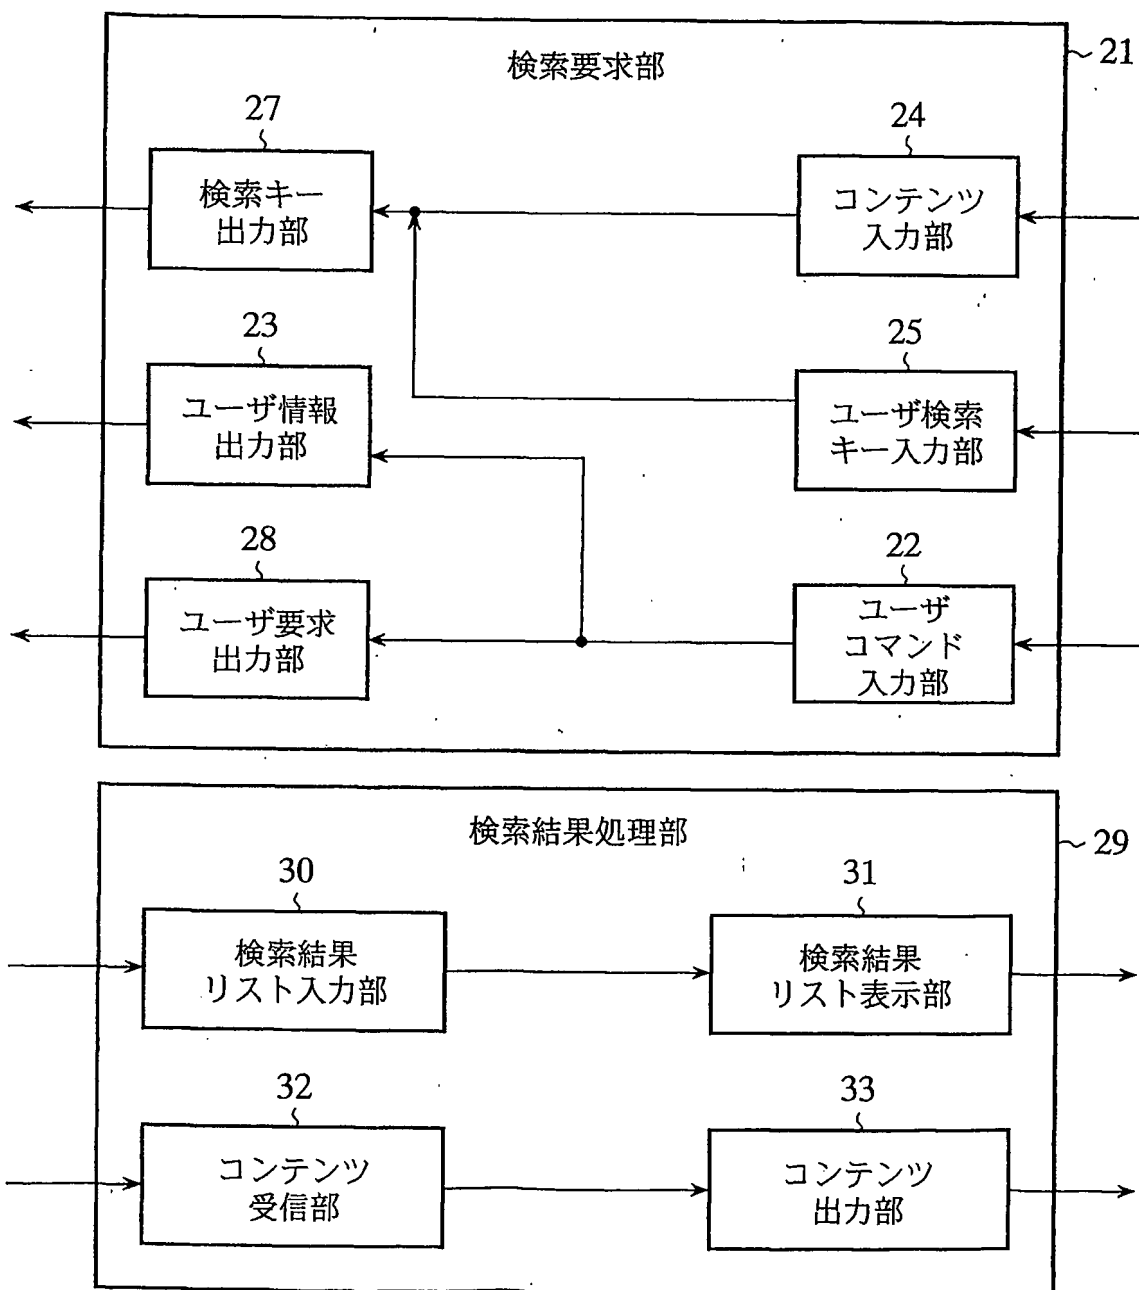 検索要求部
21
27
検索キー
出力部
24
コンテンツ
入力部
23
ユーザ情報
出力部
25
ユーザ検索
キー入力部
28
ユーザ要求
出力部
22
ユーザ
コマンド
入力部
検索結果処理部
29
30
検索結果
リスト入力部
31
検索結果
リスト表示部
32
コンテンツ
受信部
33
コンテンツ
出力部